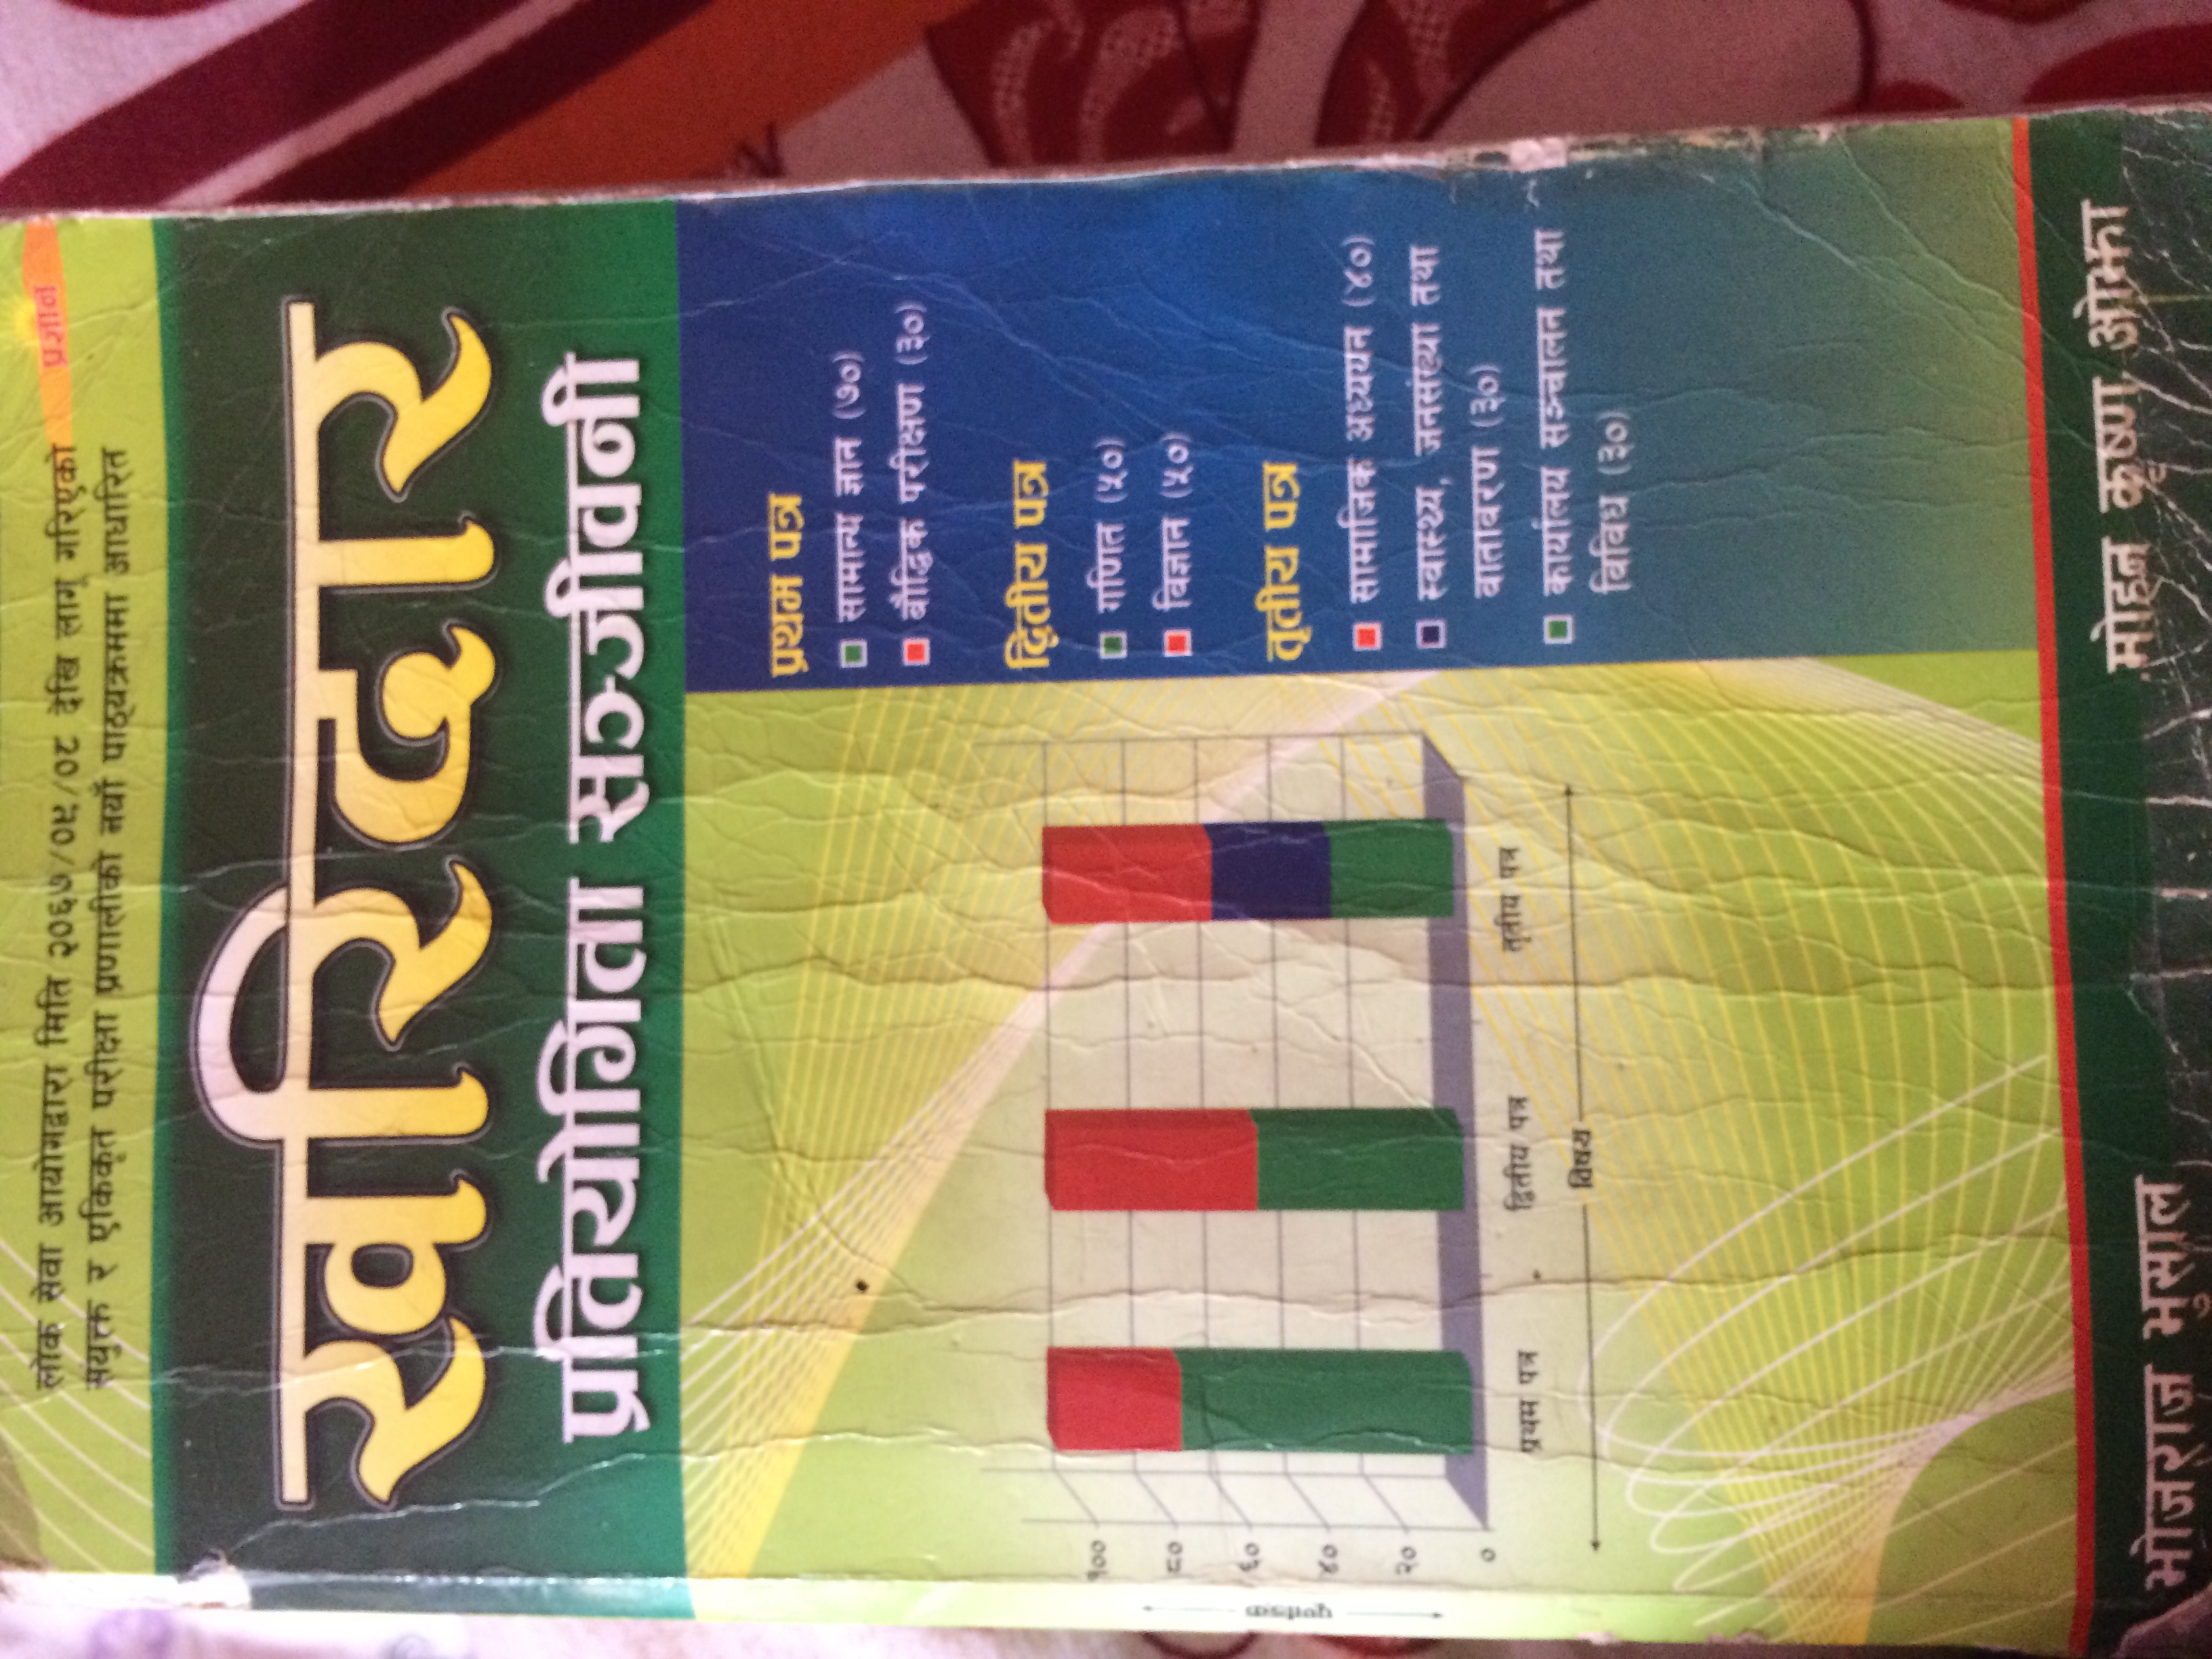 लोक सेवा आयोगद्वारा मिति २०६७/०९/०८ देखि लागू गरिएको
संयुक्त र एकिकृत परीक्षा प्रणालीको नयाँ पाठ्यक्रममा आधारित
प्रज्ञान
खरिदार
प्रतियोगिता सञ्जीवनी
प्रथम पत्र
सामान्य ज्ञान (७०)
बौद्धिक परीक्षण (३०)
द्वितीय पत्र
गणित (५०)
विज्ञान (५०)
तृतीय पत्र
सामाजिक अध्ययन (४०)
स्वास्थ्य, जनसंख्या तथा
वातावरण (३०)
कार्यालय सञ्चालन तथा
विविध (३०)
१००
८०
६०
४०
२०
०
पूर्णाङ्क
प्रथम पत्र
द्वितीय पत्र
तृतीय पत्र
विषय
भोजराज भुसाल
मोहन कृष्ण ओझा